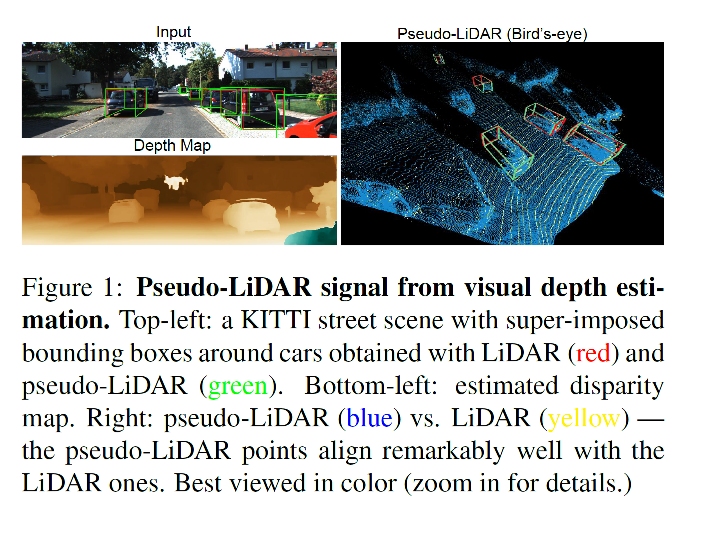 Input
Pseudo-LiDAR (Bird's-eye)
Depth Map
Figure 1: Pseudo-LiDAR signal from visual depth esti-
mation. Top-left: a KITTI street scene with super-imposed
bounding boxes around cars obtained with LiDAR (red) and
pseudo-LiDAR (green). Bottom-left: estimated disparity
map. Right: pseudo-LiDAR (blue) vs. LiDAR (yellow) —
the pseudo-LiDAR points align remarkably well with the
LiDAR ones. Best viewed in color (zoom in for details.)